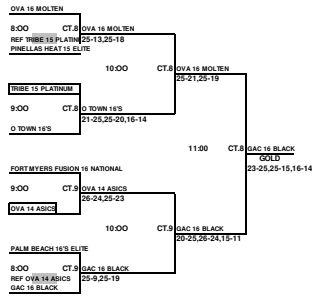 OVA 16 MOLTEN
8:OO CT.8 OVA 16 MOLTEN
REF TRIBE 15 PLATINU 25-13,25-18
PINELLAS HEAT 15 ELITE
10:OO CT.8 OVA 16 MOLTEN
25-21,25-19
TRIBE 15 PLATINUM
9:OO CT.8 O TOWN 16'S
21-25,25-20,16-14
O TOWN 16'S
11:00 CT.8 GAC 16 BLACK
GOLD
23-25,25-15,16-14
FORT MYERS FUSION 16 NATIONAL
9:OO CT.9 OVA 14 ASICS
26-24,25-23
OVA 14 ASICS
10:OO CT.9 GAC 16 BLACK
20-25,26-24,15-11
PALM BEACH 16'S ELITE
8:OO CT.9 GAC 16 BLACK
REF OVA 14 ASICS 25-9,25-19
GAC 16 BLACK